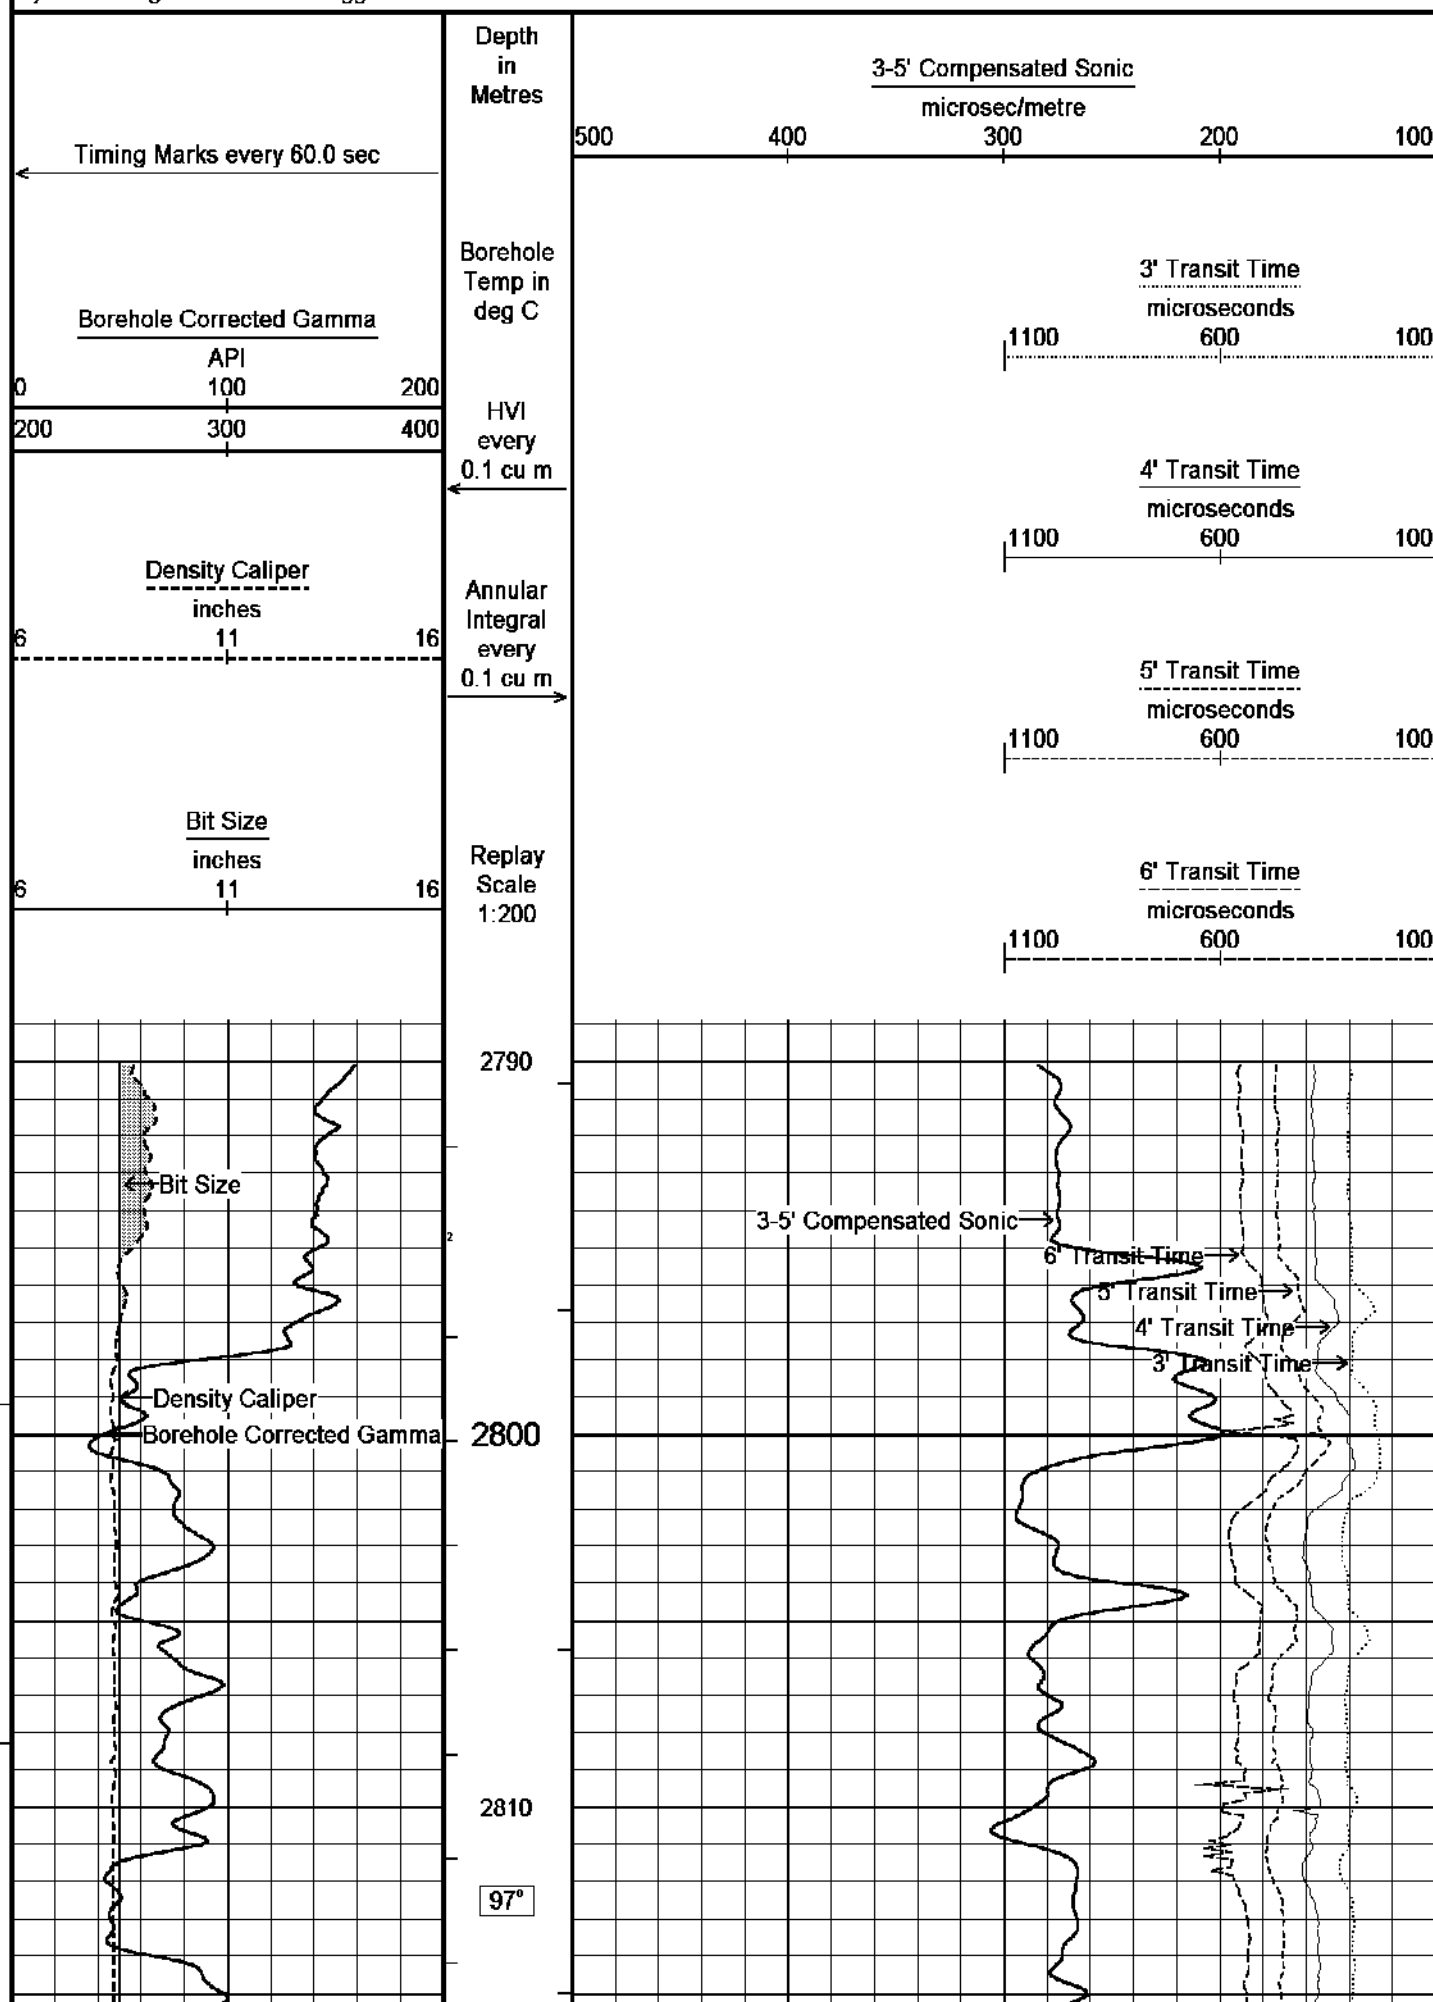 Depth
in
Metres
3-5' Compensated Sonic
microsec/metre
500 400 300 200 100
Timing Marks every 60.0 sec
Borehole
Temp in
deg C
3' Transit Time
microseconds
1100 600 100
Borehole Corrected Gamma
API
0 100 200
200 300 400
HVI
every
0.1 cu m
4' Transit Time
microseconds
1100 600 100
Density Caliper
inches
6 11 16
Annular
Integral
every
0.1 cu m
5' Transit Time
microseconds
1100 600 100
Bit Size
inches
6 11 16
Replay
Scale
1:200
6' Transit Time
microseconds
1100 600 100
2790
Bit Size
3-5' Compensated Sonic
2
6' Transit Time
5' Transit Time
4' Transit Time
3' Transit Time
Density Caliper
Borehole Corrected Gamma
2800
2810
97°